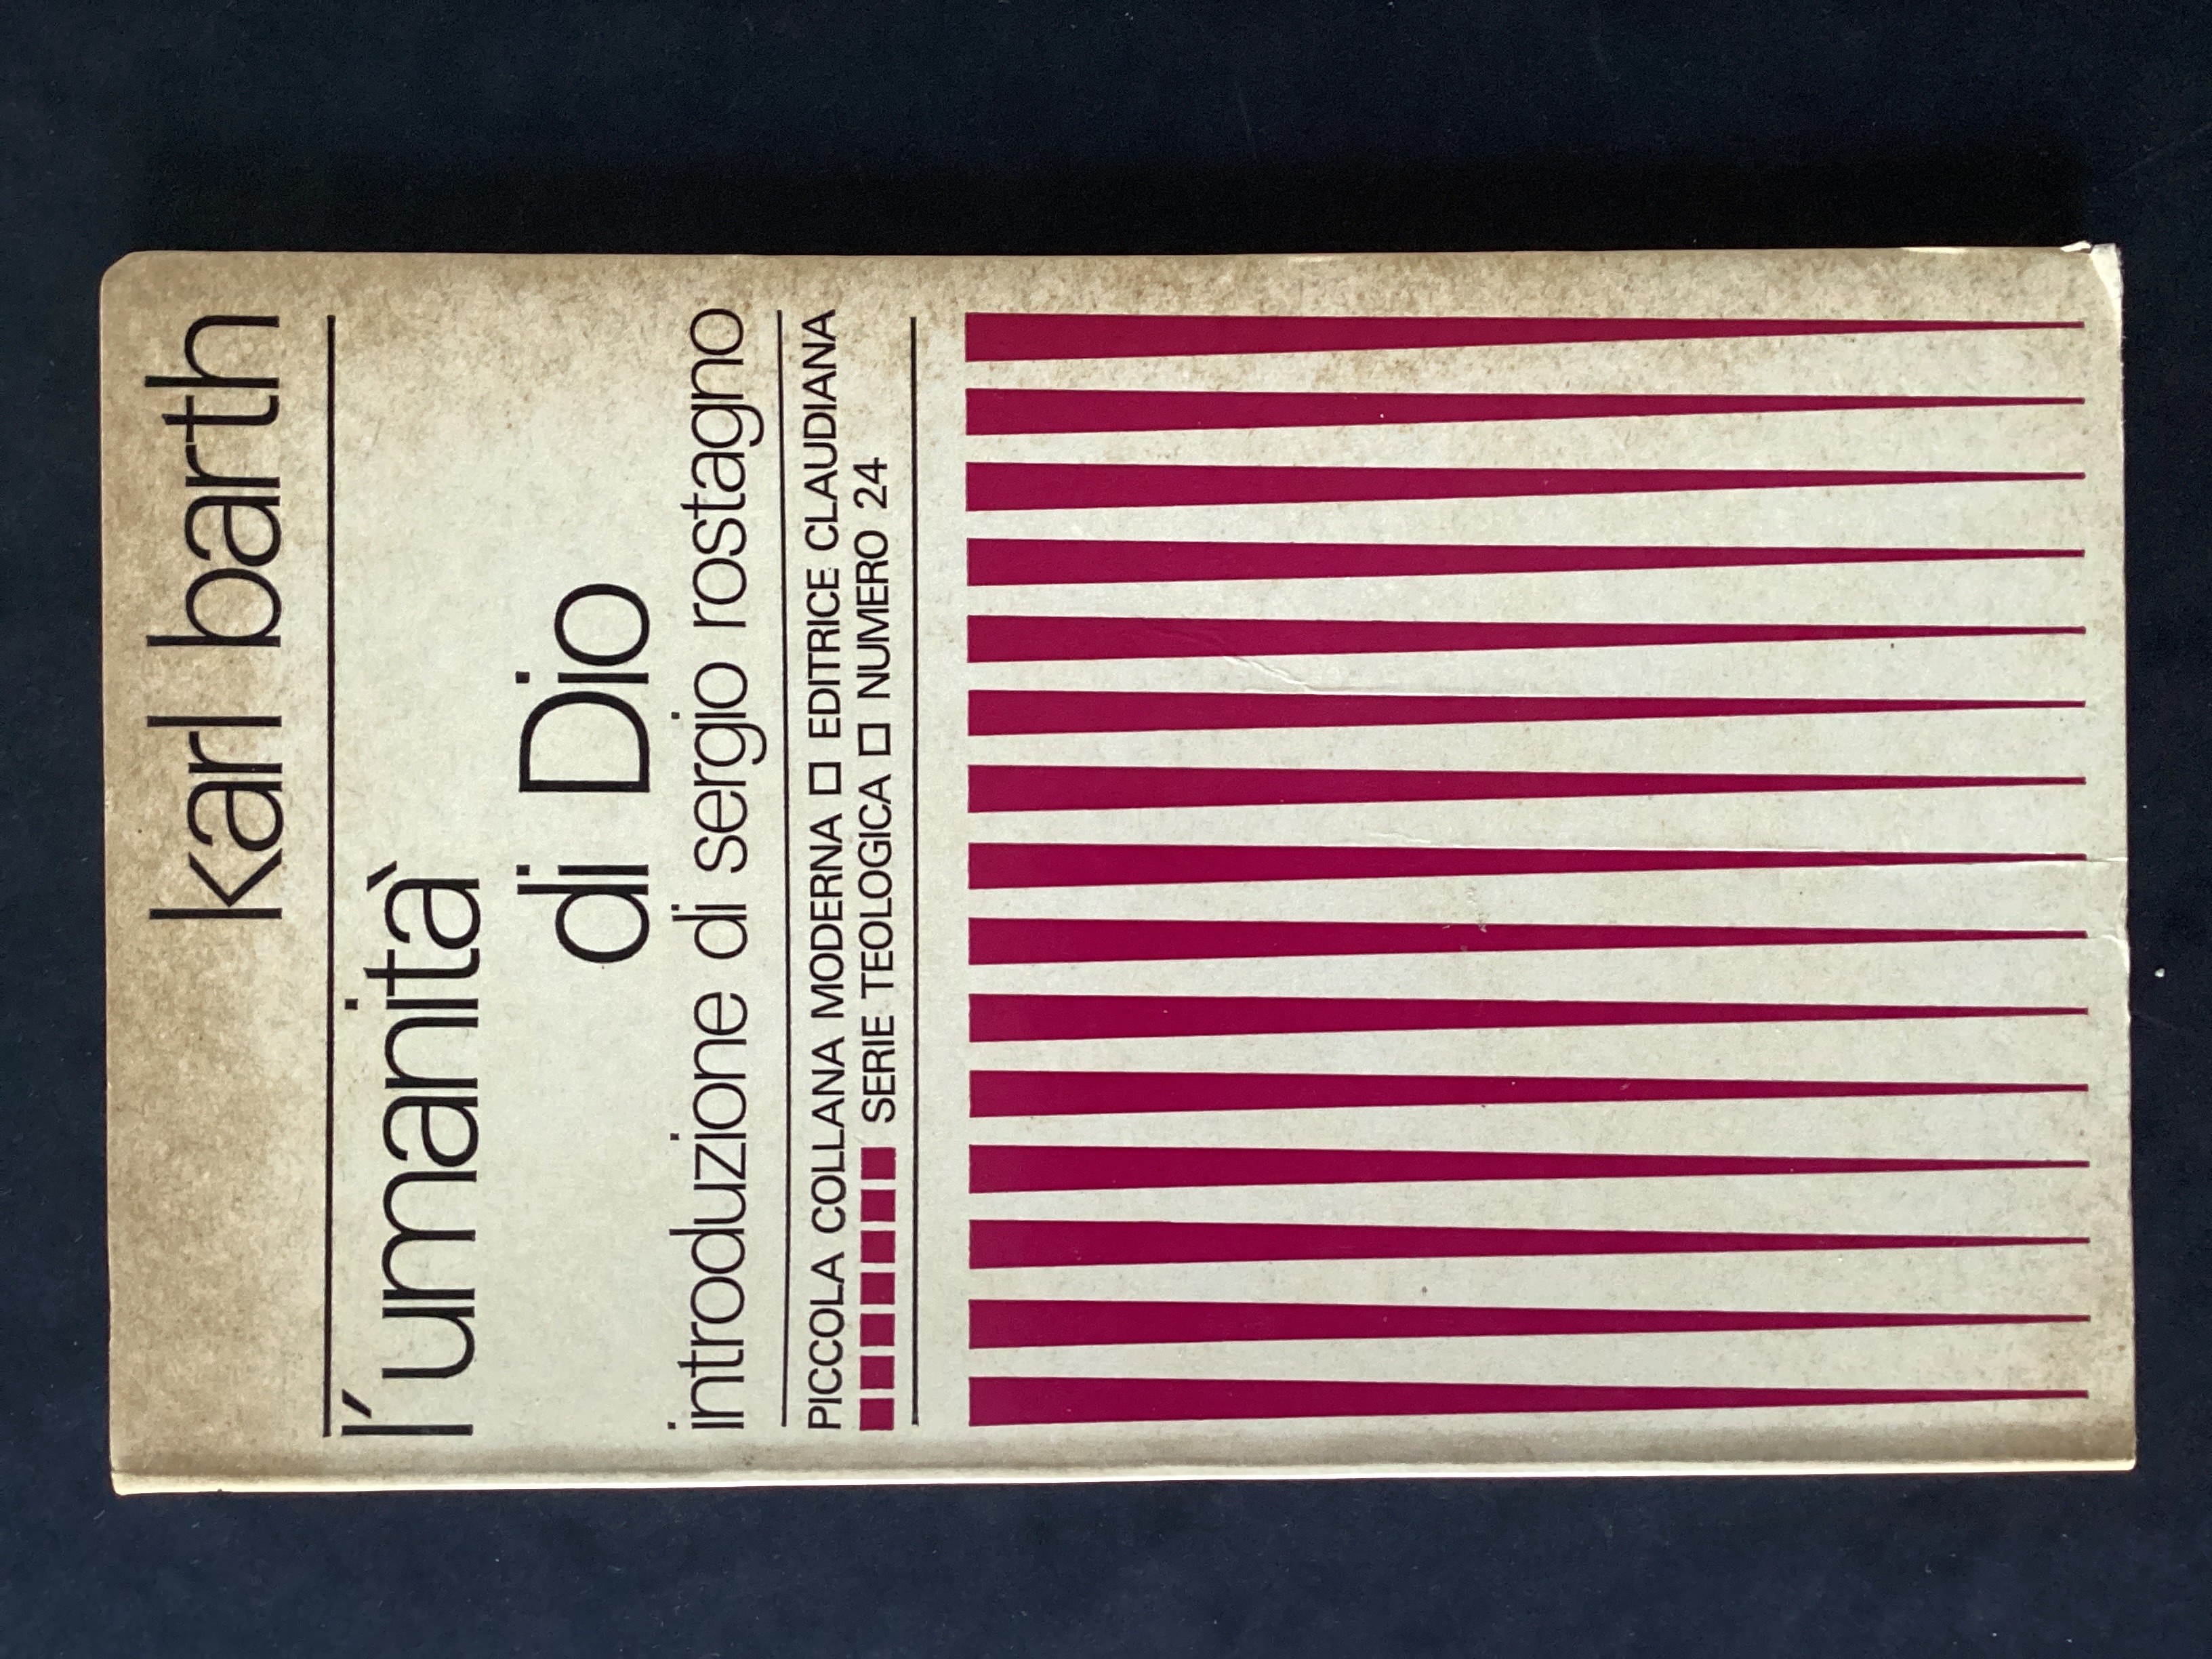 karl barth
l'umanità
di Dio
introduzione di sergio rostagno
PICCOLA COLLANA MODERNA □ EDITRICE CLAUDIANA
SERIE TEOLOGICA □ NUMERO 24